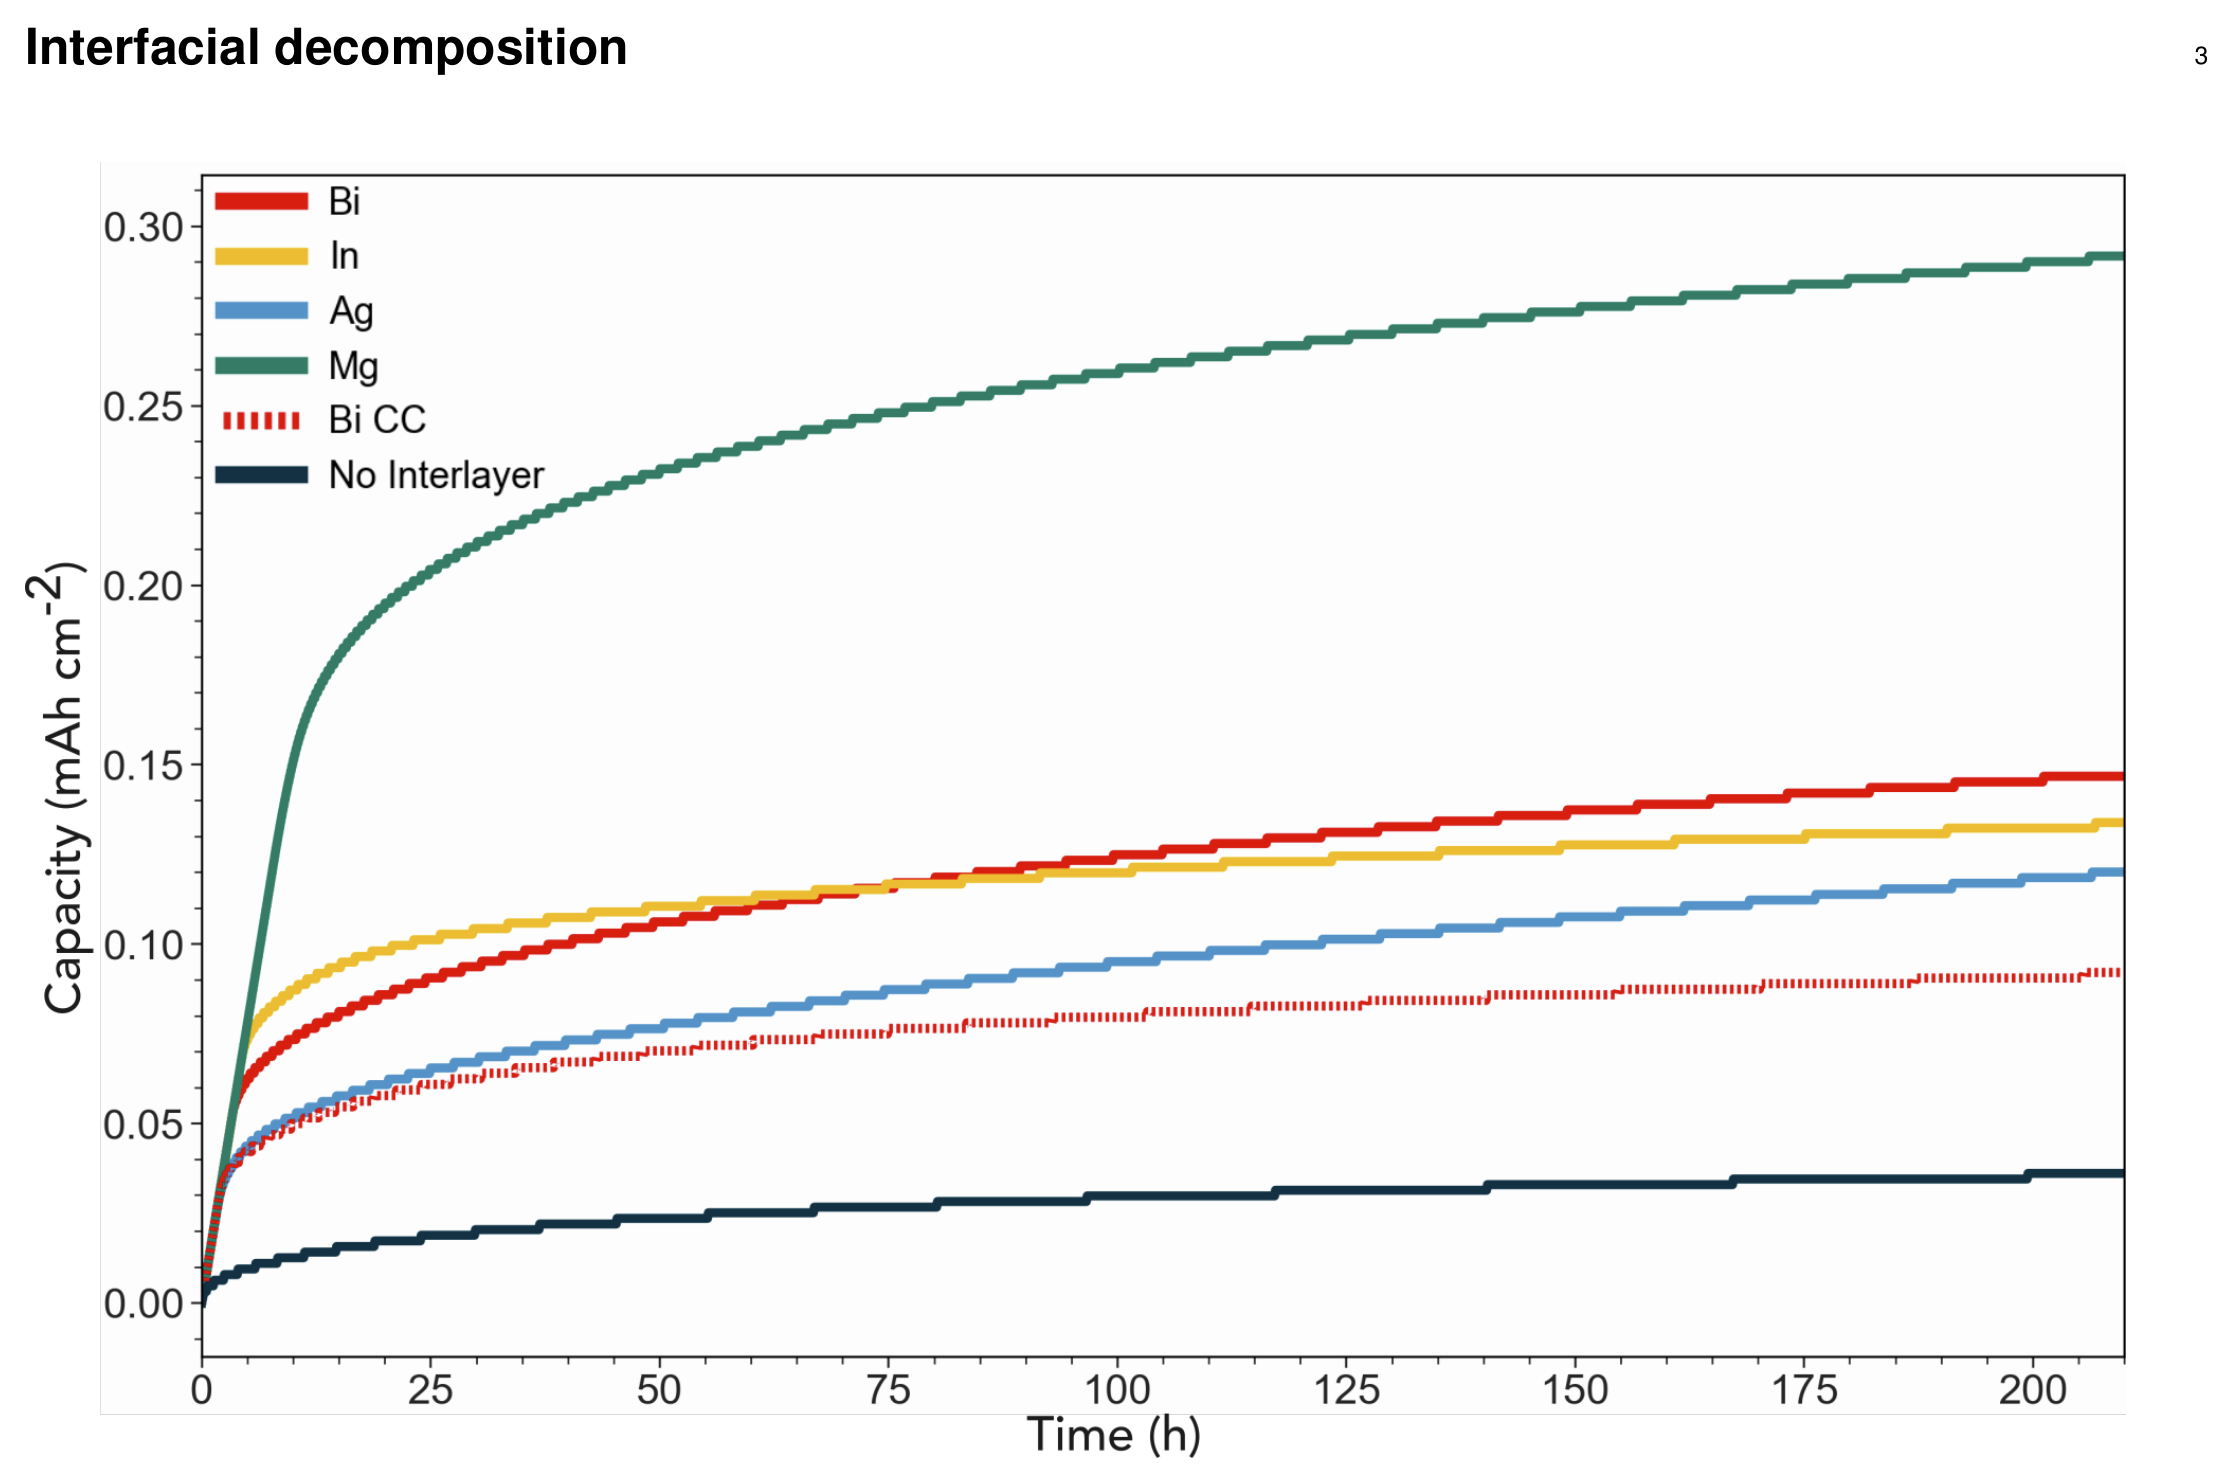 Interfacial decomposition
3
Bi
In
Ag
Mg
Bi CC
No Interlayer
0.30
0.25
0.20
0.15
0.10
0.05
0.00
Capacity (mAh cm⁻²)
0 25 50 75 100 125 150 175 200
Time (h)